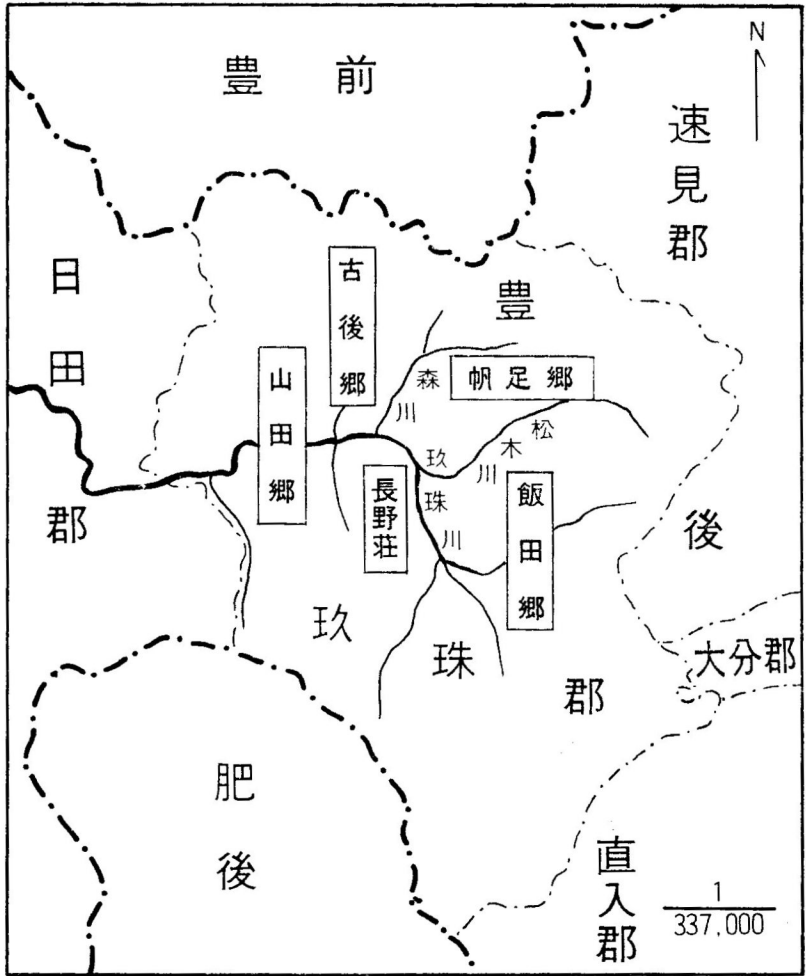 豊前
N
速見郡
日田郡
古後郷
豊後
山田郷
森川
帆足郷
松木川
玖珠川
長野荘
飯田郷
玖珠郡
大分郡
肥後
直入郡
1
337,000